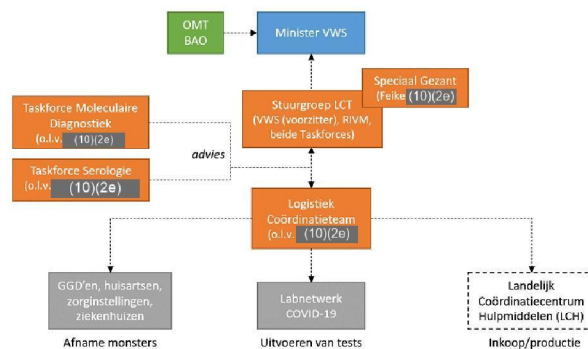 OMT
BAO
Minister VWS
Speciaal Gezant
(Feike (10)(2e)
Stuurgroep LCT
(VWS (voorzitter), RIVM,
beide Taskforces)
Taskforce Moleculaire
Diagnostiek
(o.l.v. (10)(2e)
advies
Taskforce Serologie
(o.l.v. (10)(2e)
Logistiek
Coördinatieteam
(o.l.v. (10)(2e)
GGD'en, huisartsen,
zorginstellingen,
ziekenhuizen
Labnetwerk
COVID-19
Landelijk
Coördinatiecentrum
Hulpmiddelen (LCH)
Afname monsters
Uitvoeren van tests
Inkoop/productie